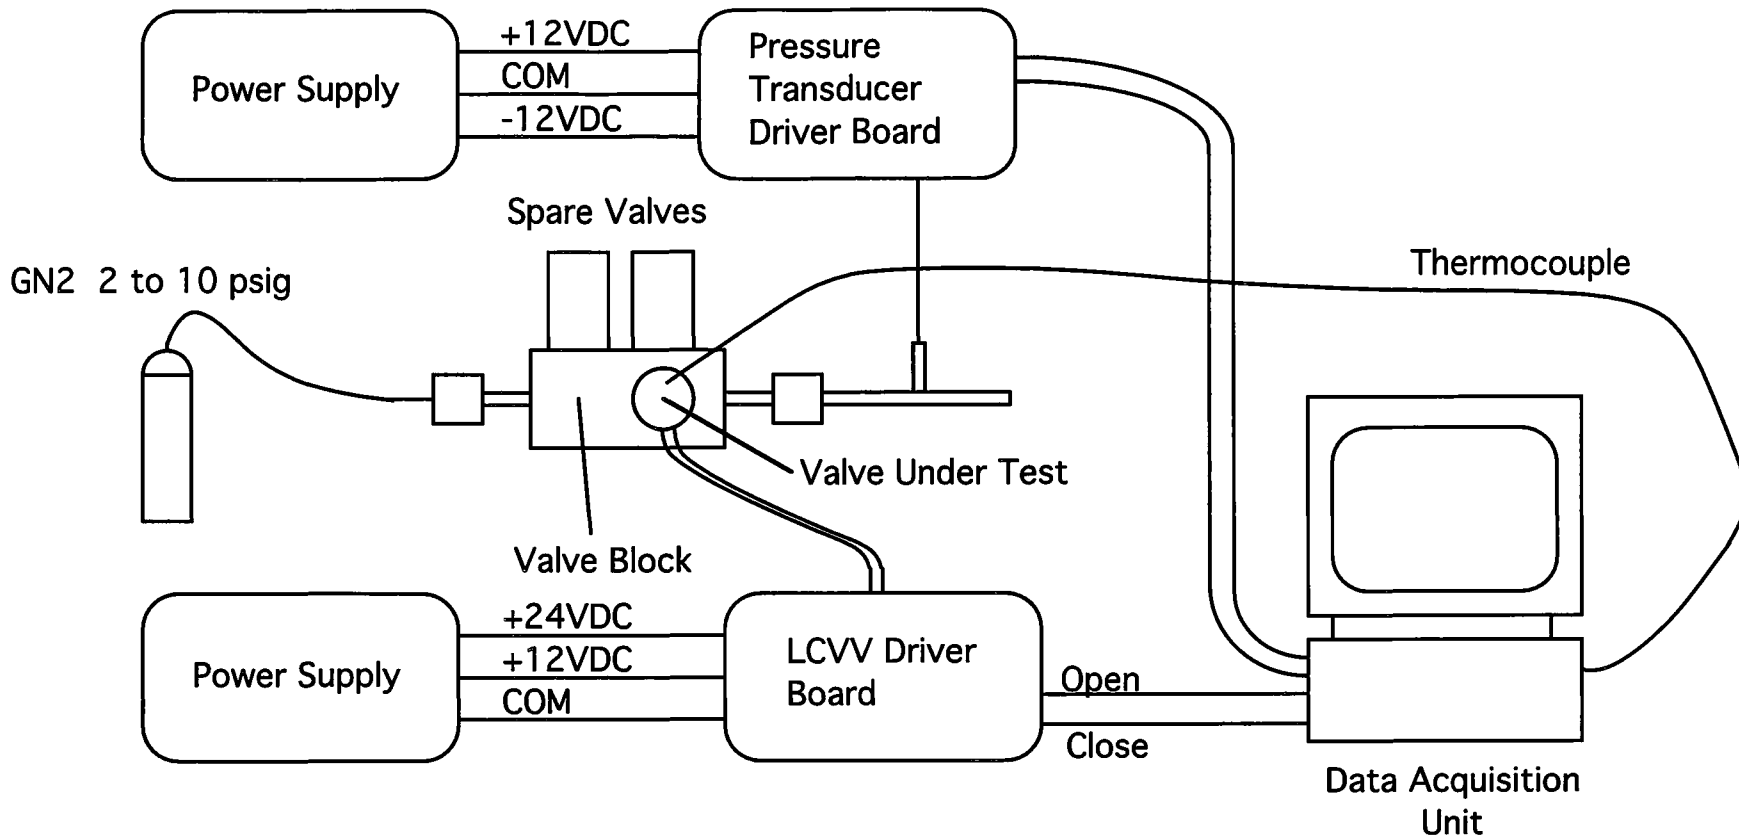 Power Supply
+12VDC
COM
-12VDC
Pressure
Transducer
Driver Board
Spare Valves
GN2  2 to 10 psig
Thermocouple
Valve Under Test
Valve Block
Power Supply
+24VDC
+12VDC
COM
LCVV Driver
Board
Open
Close
Data Acquisition
Unit